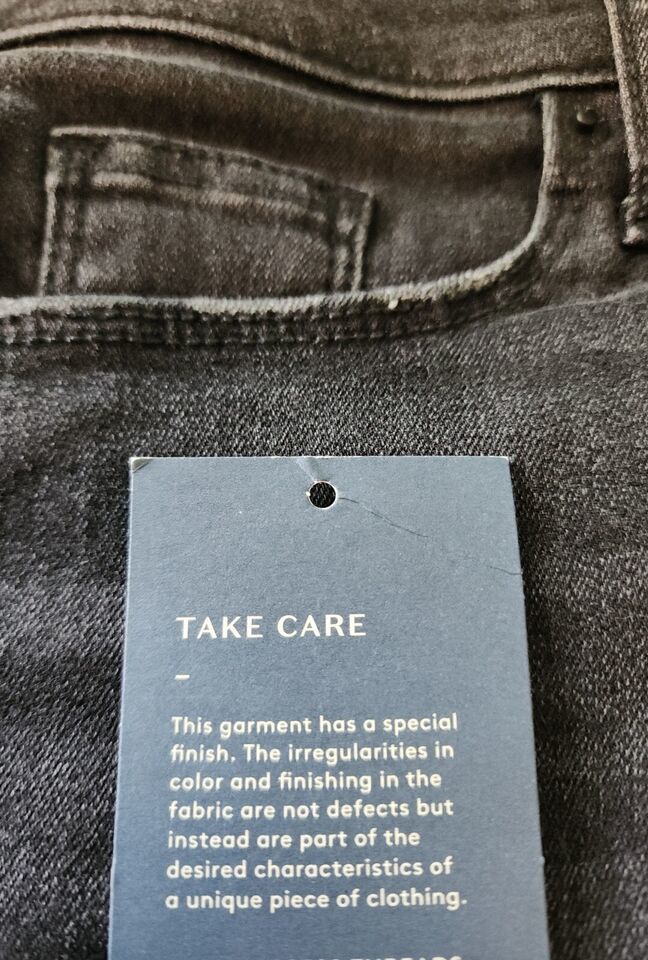 TAKE CARE
–
This garment has a special
finish. The irregularities in
color and finishing in the
fabric are not defects but
instead are part of the
desired characteristics of
a unique piece of clothing.
THREADS